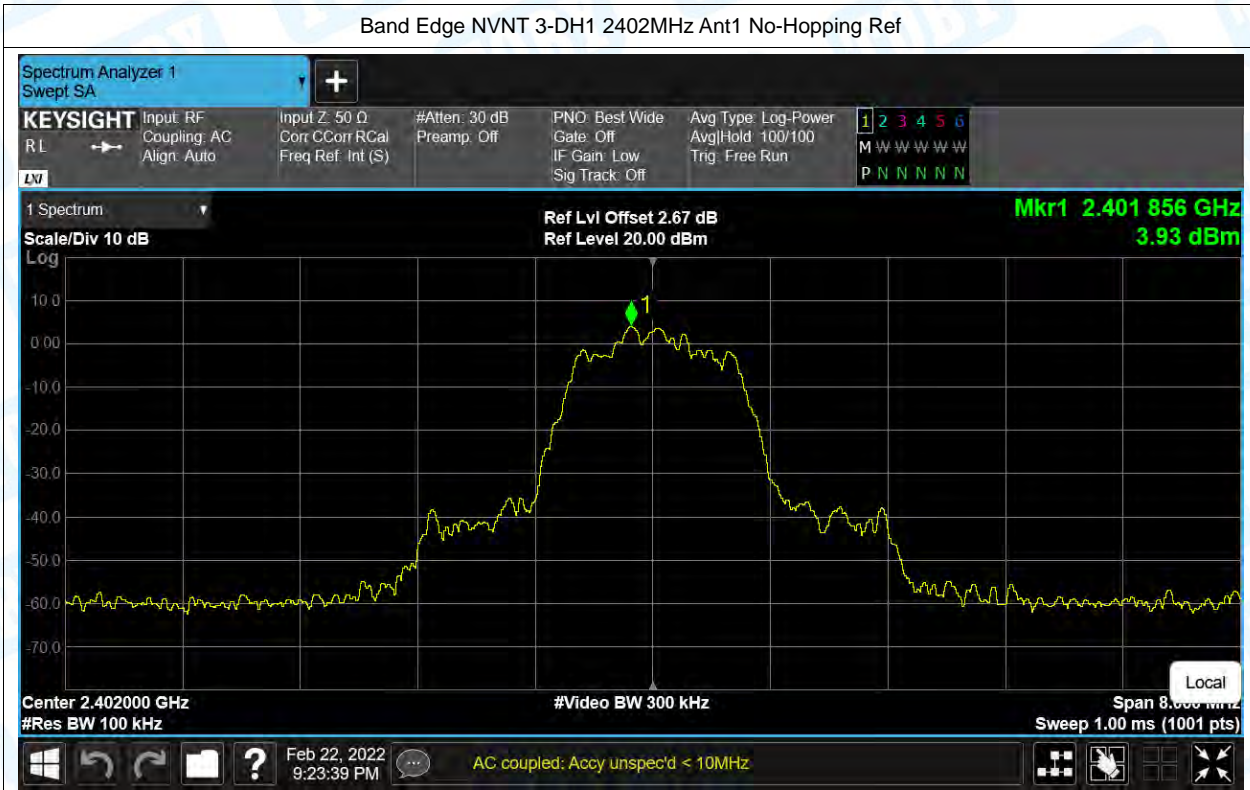 Band Edge NVNT 3-DH1 2402MHz Ant1 No-Hopping Ref
Spectrum Analyzer 1
Swept SA
KEYSIGHT
RL
LXI
Input: RF
Coupling: AC
Align: Auto
Input Z: 50 Ω
Corr CCorr RCal
Freq Ref: Int (S)
#Atten: 30 dB
Preamp: Off
PNO: Best Wide
Gate: Off
IF Gain: Low
Sig Track: Off
Avg Type: Log-Power
Avg|Hold: 100/100
Trig: Free Run
1 2 3 4 5 6
M W W W W W W
P N N N N N
1 Spectrum
Scale/Div 10 dB
Log
Ref Lvl Offset 2.67 dB
Ref Level 20.00 dBm
Mkr1 2.401 856 GHz
3.93 dBm
1
10.0
0.00
-10.0
-20.0
-30.0
-40.0
-50.0
-60.0
-70.0
Local
Center 2.402000 GHz
#Res BW 100 kHz
#Video BW 300 kHz
Span 8.000 MHz
Sweep 1.00 ms (1001 pts)
Feb 22, 2022
9:23:39 PM
AC coupled: Accy unspec'd < 10MHz